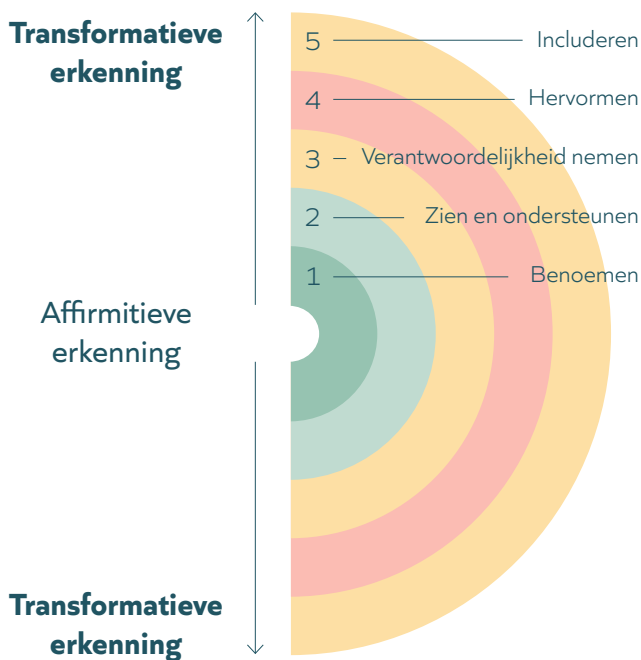 Transformatieve
erkenning
5 Includeren
4 Hervormen
3 Verantwoordelijkheid nemen
2 Zien en ondersteunen
1 Benoemen
Affirmitieve
erkenning
Transformatieve
erkenning